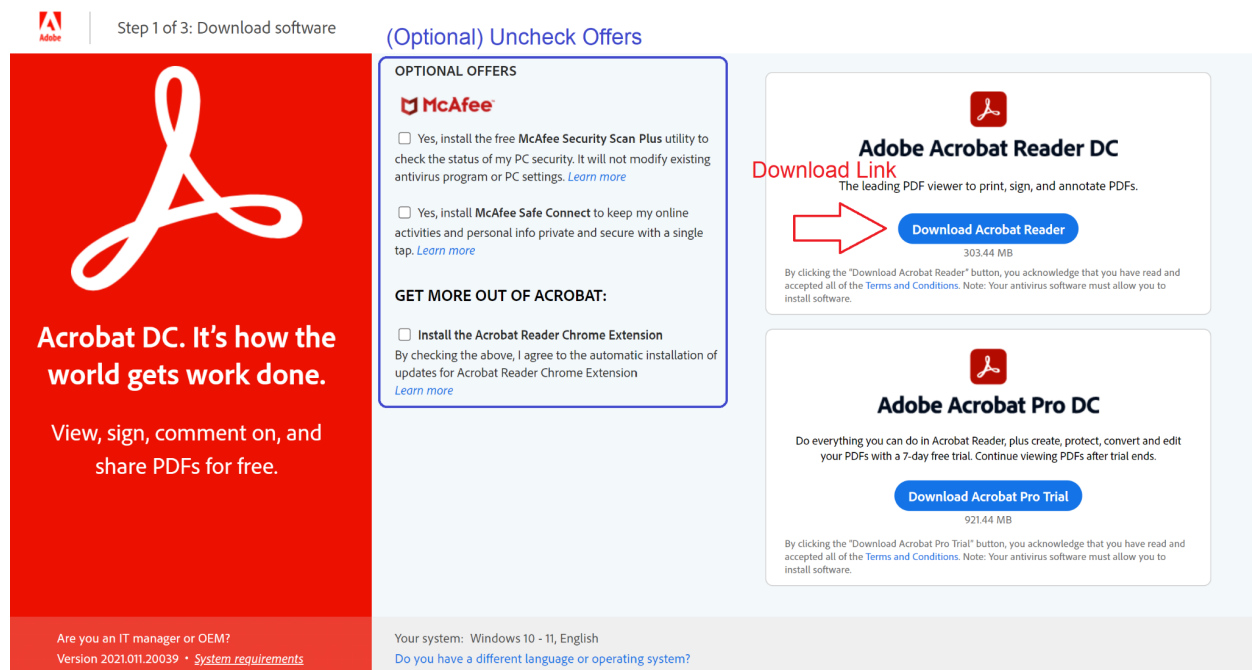 Adobe
Step 1 of 3: Download software
(Optional) Uncheck Offers
Acrobat DC. It's how the
world gets work done.
View, sign, comment on, and
share PDFs for free.
Are you an IT manager or OEM?
Version 2021.011.20039 • System requirements
OPTIONAL OFFERS
McAfee
Yes, install the free McAfee Security Scan Plus utility to
check the status of my PC security. It will not modify existing
antivirus program or PC settings. Learn more
Yes, install McAfee Safe Connect to keep my online
activities and personal info private and secure with a single
tap. Learn more
GET MORE OUT OF ACROBAT:
Install the Acrobat Reader Chrome Extension
By checking the above, I agree to the automatic installation of
updates for Acrobat Reader Chrome Extension
Learn more
Adobe Acrobat Reader DC
Download Link
The leading PDF viewer to print, sign, and annotate PDFs.
Download Acrobat Reader
303.44 MB
By clicking the "Download Acrobat Reader" button, you acknowledge that you have read and
accepted all of the Terms and Conditions. Note: Your antivirus software must allow you to
install software.
Adobe Acrobat Pro DC
Do everything you can do in Acrobat Reader, plus create, protect, convert and edit
your PDFs with a 7-day free trial. Continue viewing PDFs after trial ends.
Download Acrobat Pro Trial
921.44 MB
By clicking the "Download Acrobat Pro Trial" button, you acknowledge that you have read and
accepted all of the Terms and Conditions. Note: Your antivirus software must allow you to
install software.
Your system: Windows 10 - 11, English
Do you have a different language or operating system?